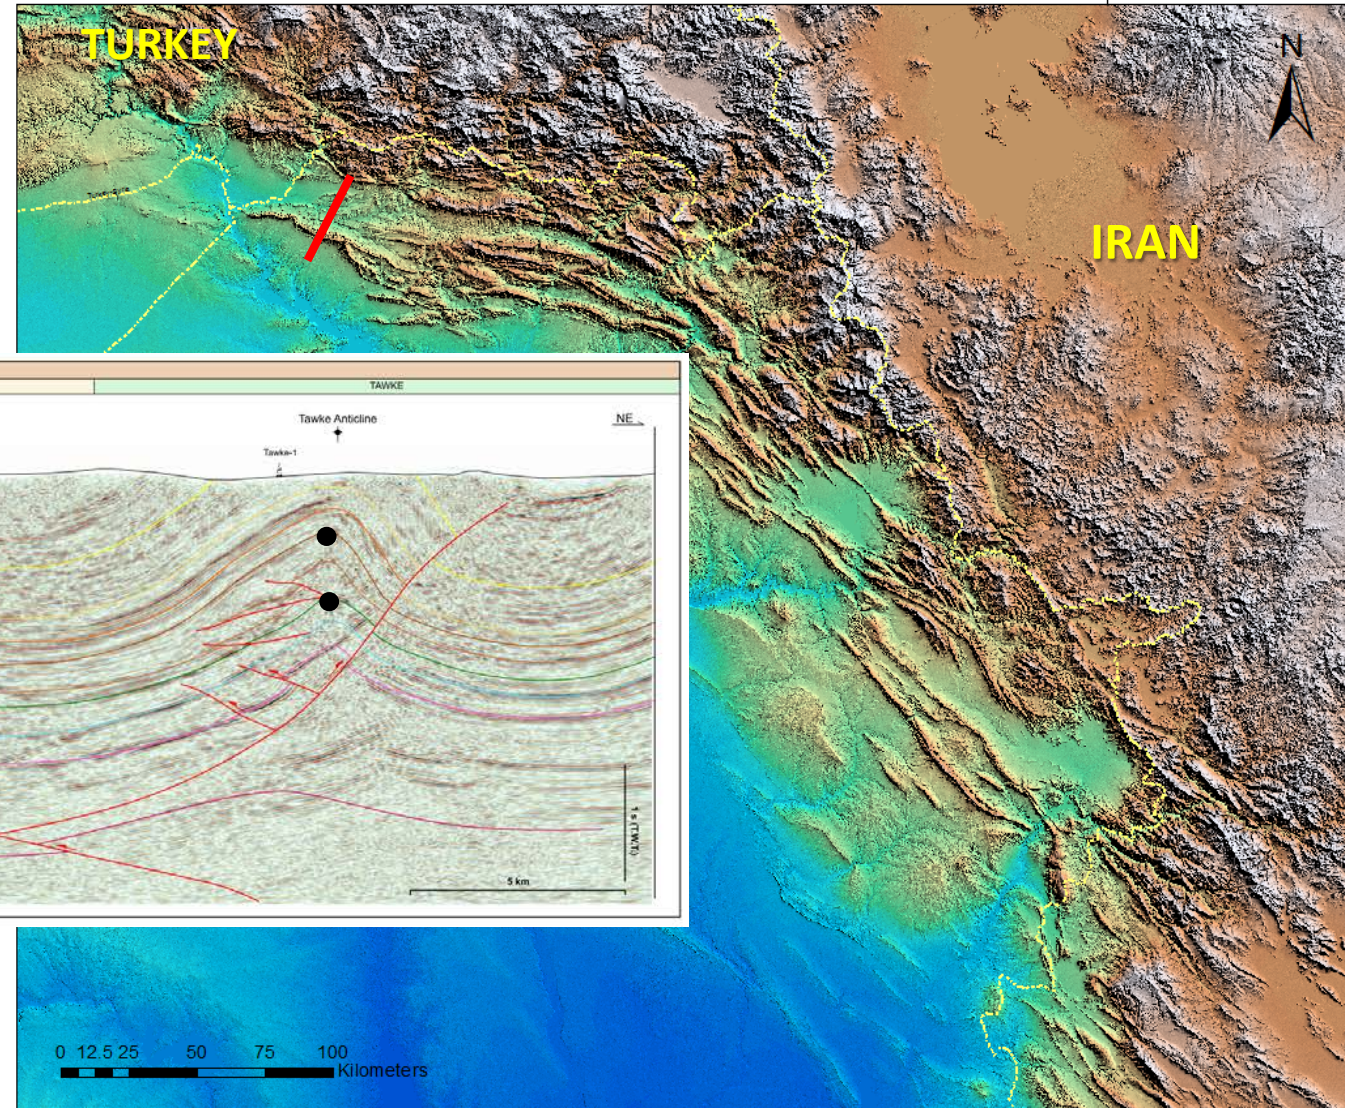 TURKEY
N
IRAN
TAWKE
Tawke Anticline
NE
Tawke-1
1 s (T.W.T)
5 km
0 12.5 25 50 75 100
Kilometers